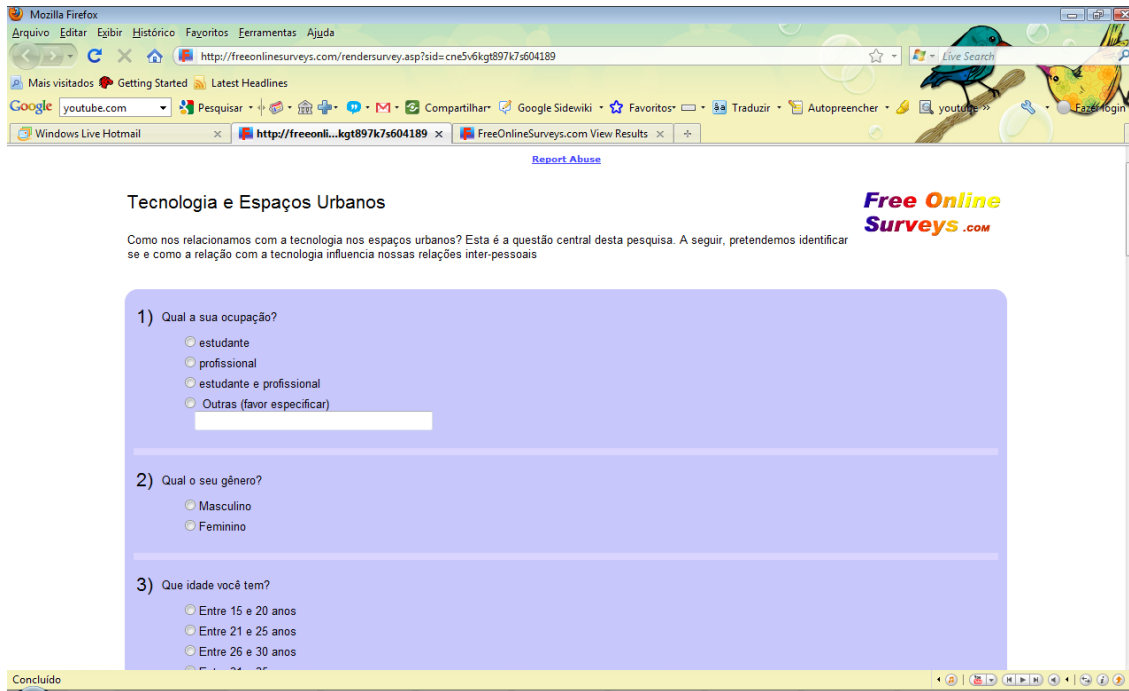 Mozilla Firefox
Arquivo Editar Exibir Histórico Favoritos Ferramentas Ajuda
http://freeonlinesurveys.com/rendersurvey.asp?sid=cne5v6kgt897k7s604189
Live Search
Mais visitados Getting Started Latest Headlines
Google youtube.com Pesquisar Compartilhar Google Sidewiki Favoritos Traduzir Autopreencher youtube Fazer login
Windows Live Hotmail http://freeonli...kgt897k7s604189 FreeOnlineSurveys.com View Results
Report Abuse
Tecnologia e Espaços Urbanos
Free Online
Surveys .com
Como nos relacionamos com a tecnologia nos espaços urbanos? Esta é a questão central desta pesquisa. A seguir, pretendemos identificar
se e como a relação com a tecnologia influencia nossas relações inter-pessoais
1) Qual a sua ocupação?
estudante
profissional
estudante e profissional
Outras (favor especificar)
2) Qual o seu gênero?
Masculino
Feminino
3) Que idade você tem?
Entre 15 e 20 anos
Entre 21 e 25 anos
Entre 26 e 30 anos
Concluído